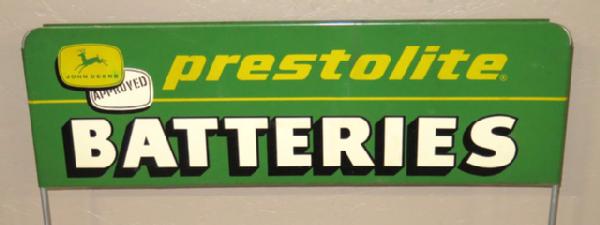 JOHN DEERE
APPROVED
prestolite®
BATTERIES